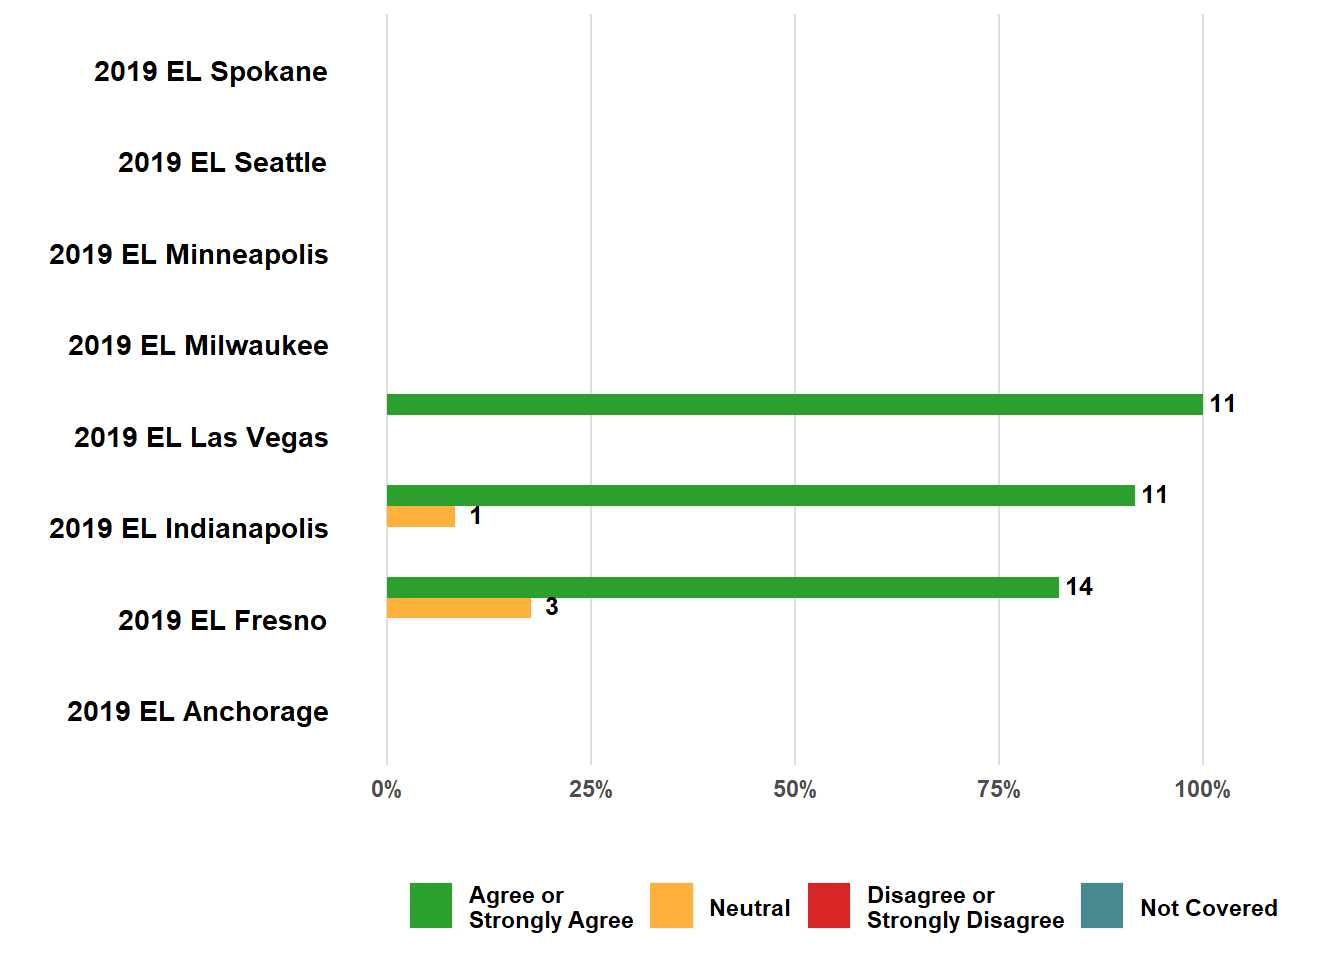 2019 EL Spokane
2019 EL Seattle
2019 EL Minneapolis
2019 EL Milwaukee
11
2019 EL Las Vegas
11
1
2019 EL Indianapolis
14
3
2019 EL Fresno
2019 EL Anchorage
0% 25% 50% 75% 100%
Agree or
Strongly Agree
Neutral
Disagree or
Strongly Disagree
Not Covered